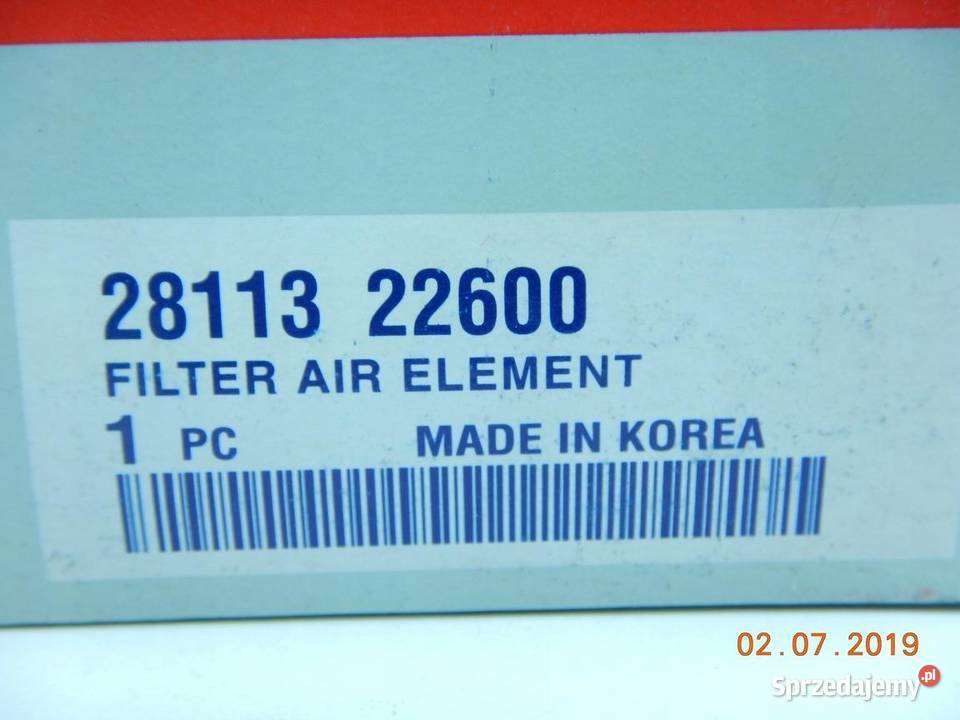 28113 22600
FILTER AIR ELEMENT
1 PC MADE IN KOREA
02.07.2019
Sprzedajemy.pl